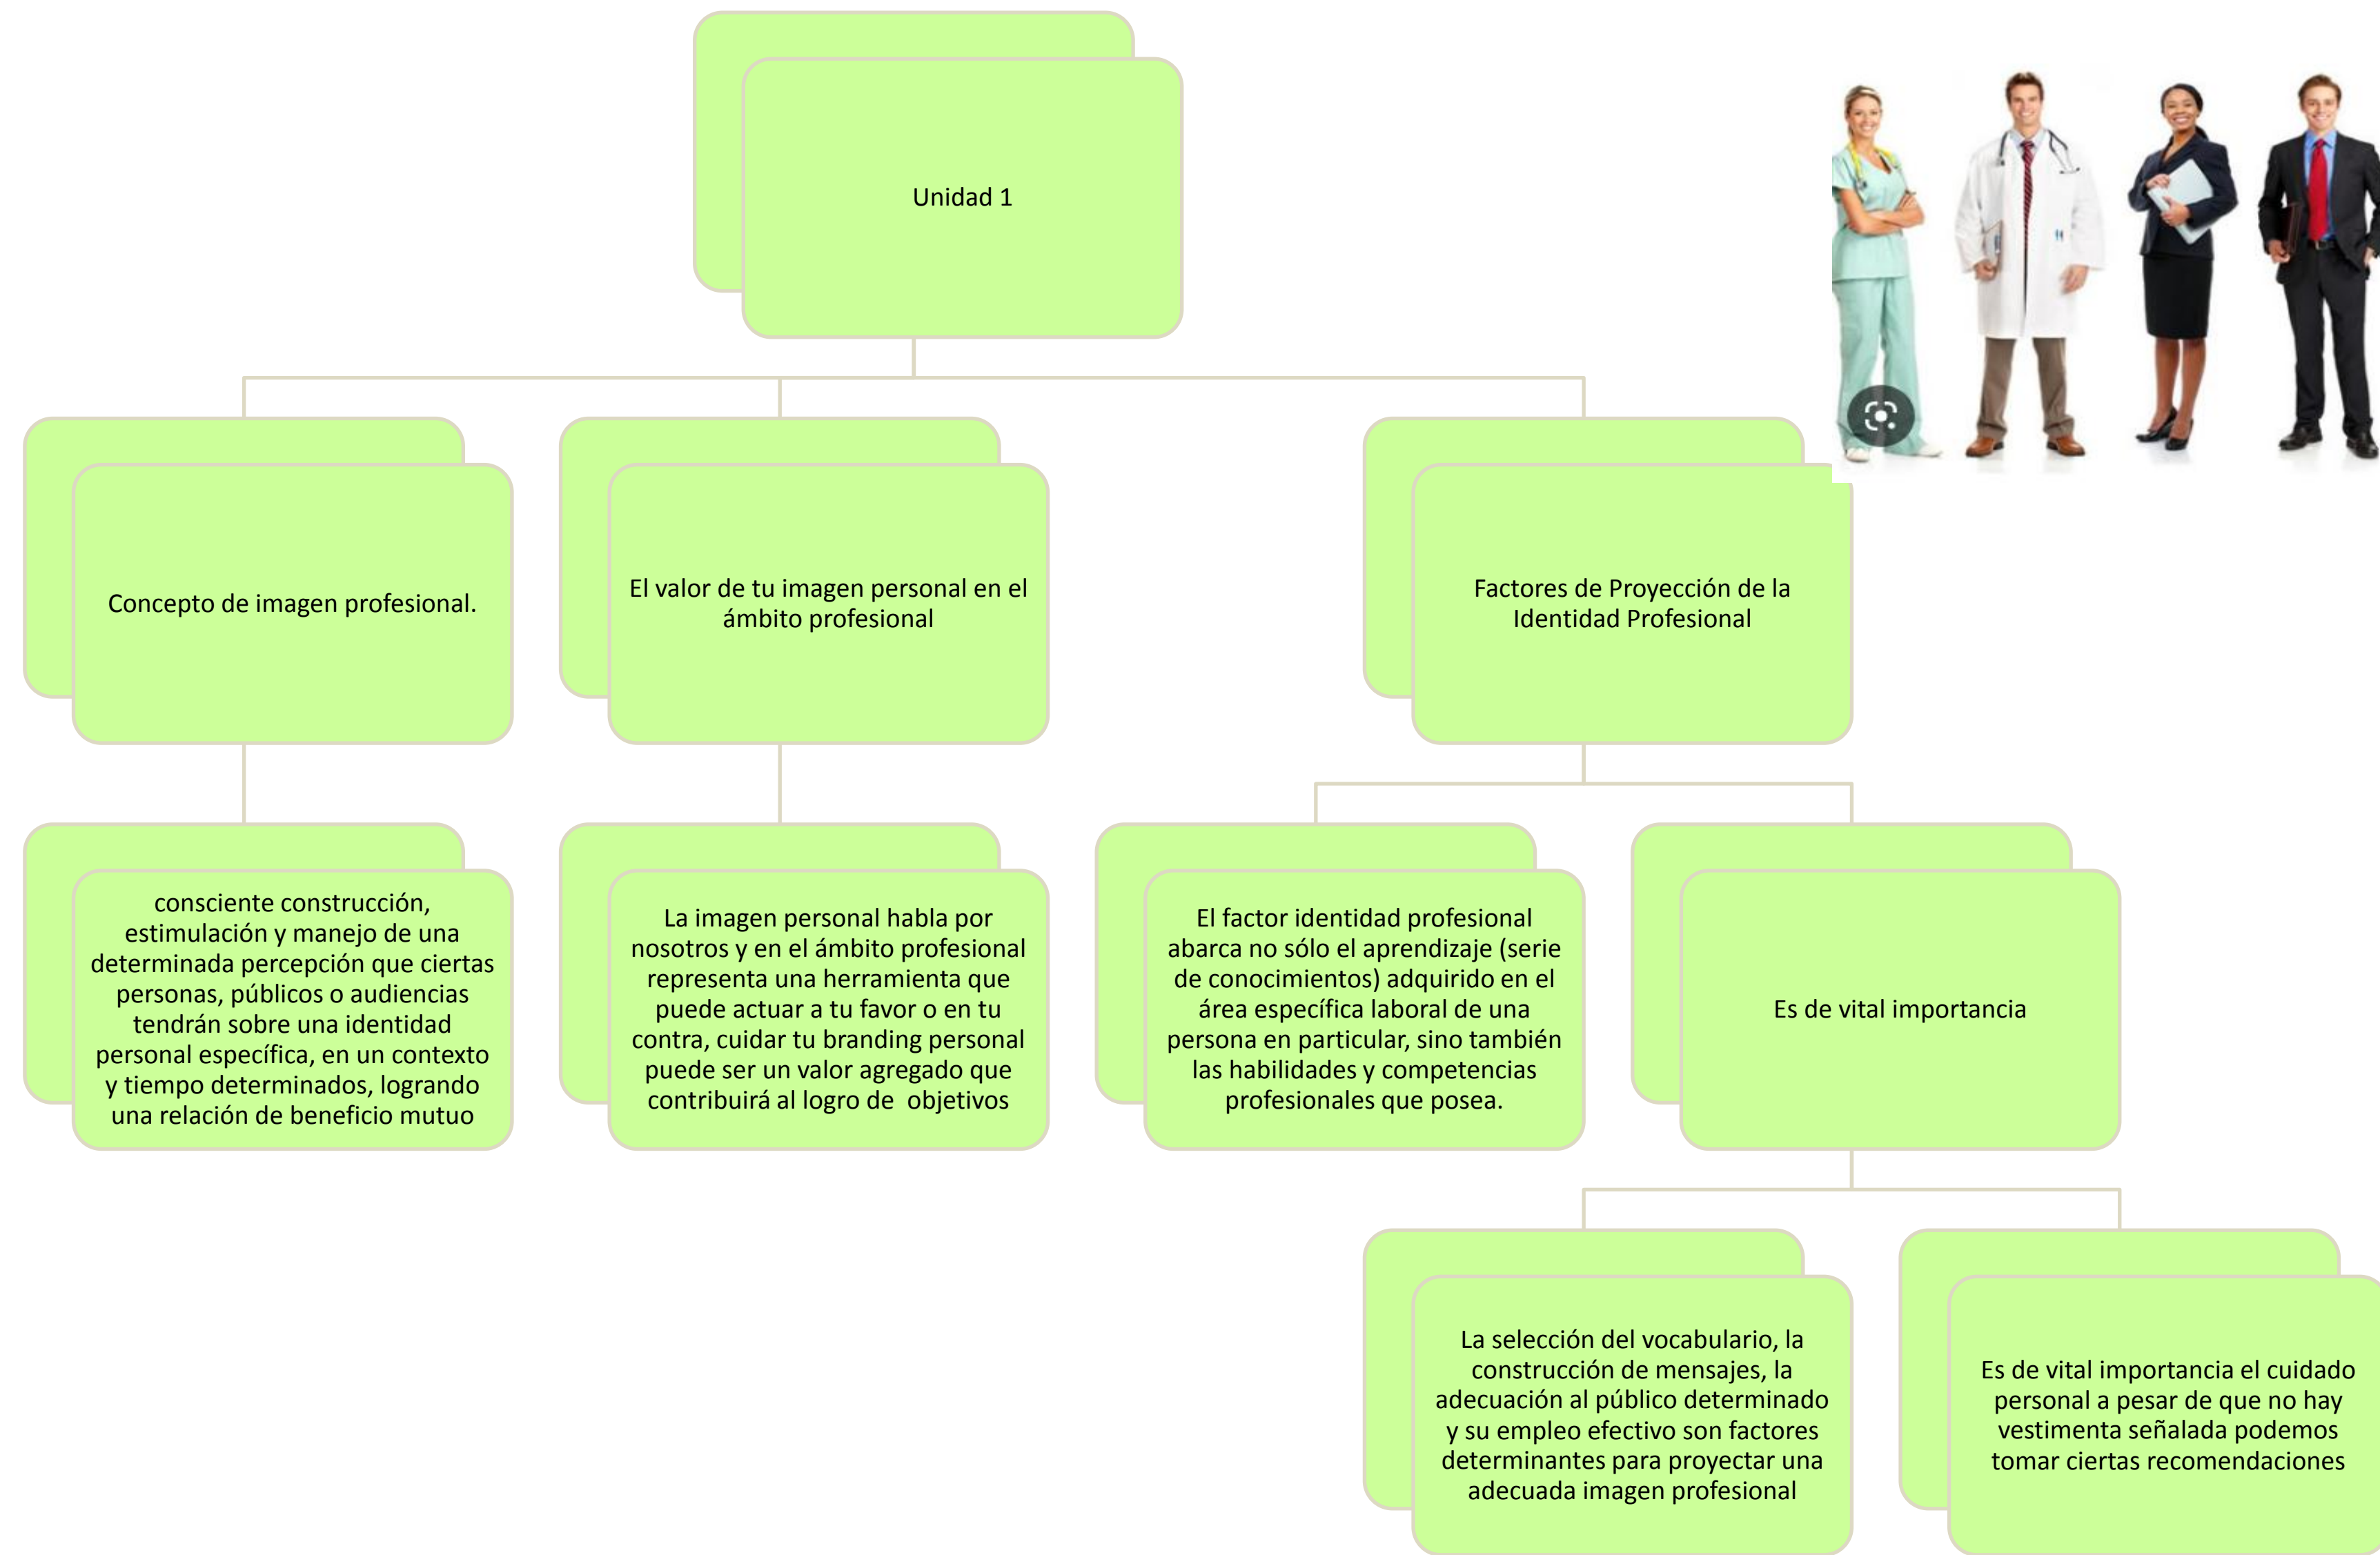 Unidad 1
Concepto de imagen profesional.
El valor de tu imagen personal en el
ámbito profesional
Factores de Proyección de la
Identidad Profesional
consciente construcción,
estimulación y manejo de una
determinada percepción que ciertas
personas, públicos o audiencias
tendrán sobre una identidad
personal específica, en un contexto
y tiempo determinados, logrando
una relación de beneficio mutuo
La imagen personal habla por
nosotros y en el ámbito profesional
representa una herramienta que
puede actuar a tu favor o en tu
contra, cuidar tu branding personal
puede ser un valor agregado que
contribuirá al logro de  objetivos
El factor identidad profesional
abarca no sólo el aprendizaje (serie
de conocimientos) adquirido en el
área específica laboral de una
persona en particular, sino también
las habilidades y competencias
profesionales que posea.
Es de vital importancia
La selección del vocabulario, la
construcción de mensajes, la
adecuación al público determinado
y su empleo efectivo son factores
determinantes para proyectar una
adecuada imagen profesional
Es de vital importancia el cuidado
personal a pesar de que no hay
vestimenta señalada podemos
tomar ciertas recomendaciones